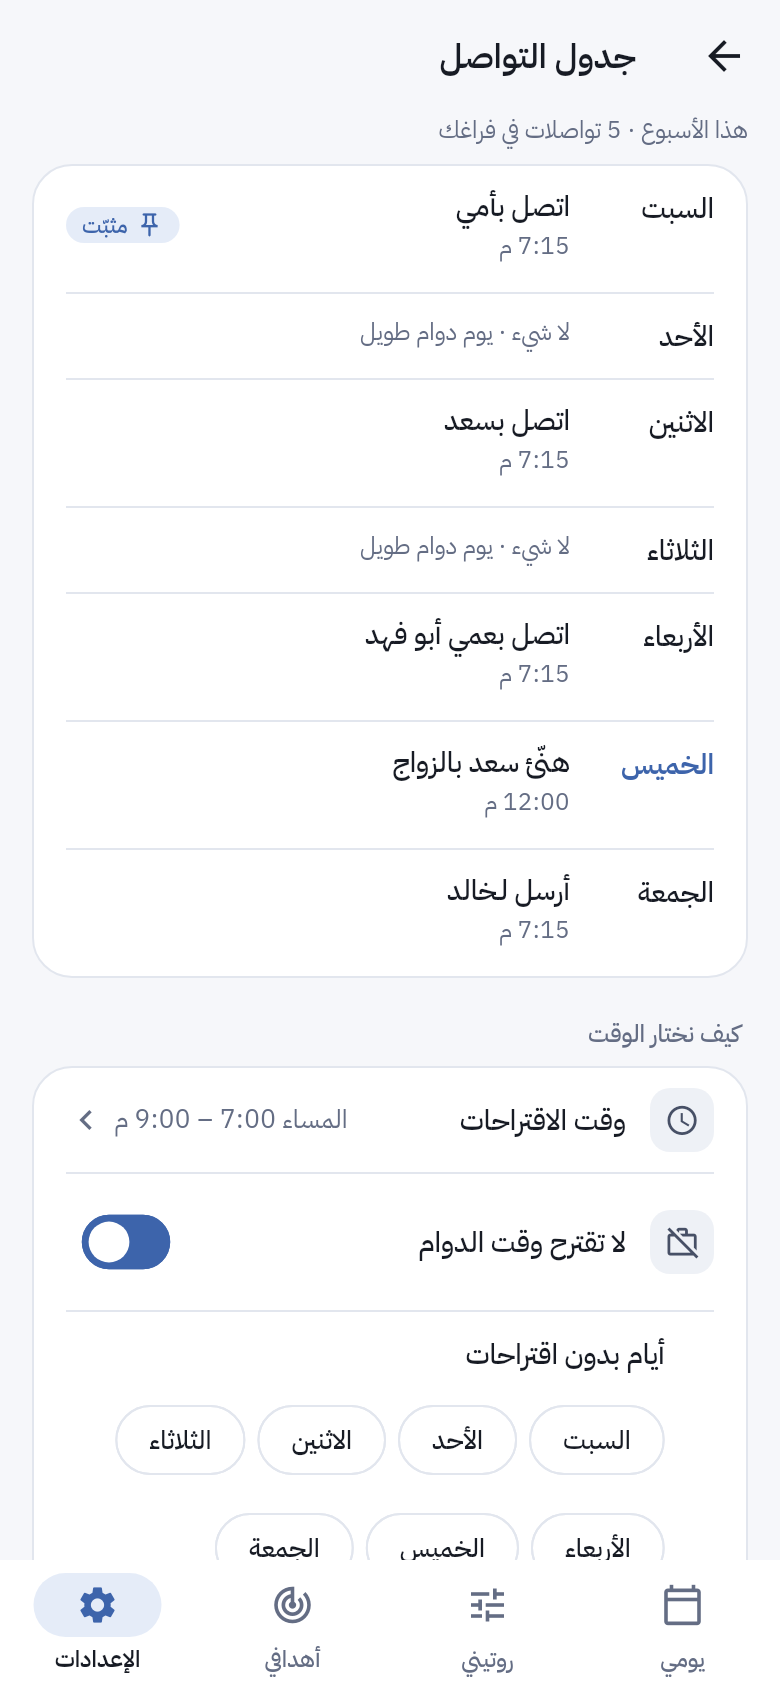 جدول التواصل
هذا الأسبوع · 5 تواصلات في فراغك
السبت
اتصل بأمي
مثبّت
7:15 م
الأحد
لا شيء · يوم دوام طويل
الاثنين
اتصل بسعد
7:15 م
الثلاثاء
لا شيء · يوم دوام طويل
الأربعاء
اتصل بعمي أبو فهد
7:15 م
الخميس
هنّئ سعد بالزواج
12:00 م
الجمعة
أرسل لخالد
7:15 م
كيف نختار الوقت
وقت الاقتراحات
المساء 7:00 – 9:00 م
لا تقترح وقت الدوام
أيام بدون اقتراحات
السبت
الأحد
الاثنين
الثلاثاء
الأربعاء
الخميس
الجمعة
يومي
روتيني
أهدافي
الإعدادات